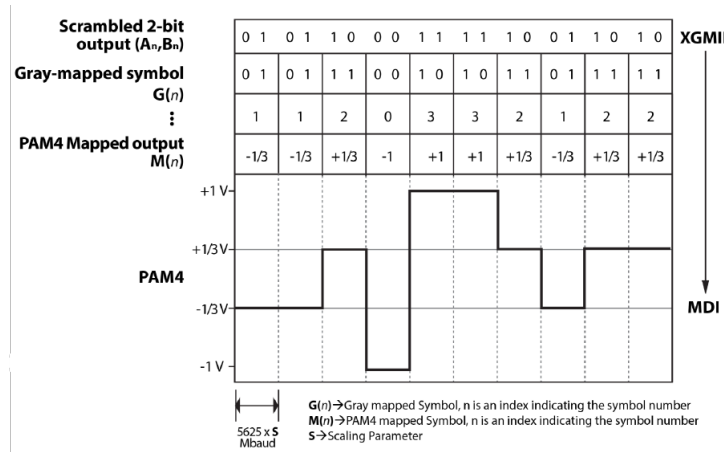 Scrambled 2-bit
output (Aₙ,Bₙ)
0 1 0 1 1 0 0 0 1 1 1 1 1 0 0 1 1 0 1 0
XGMII
Gray-mapped symbol
G(n)
0 1 0 1 1 1 0 0 1 0 1 0 1 1 0 1 1 1 1 1
⋮
1 1 2 0 3 3 2 1 2 2
PAM4 Mapped output
M(n)
-1/3 -1/3 +1/3 -1 +1 +1 +1/3 -1/3 +1/3 +1/3
+1 V
+1/3 V
PAM4
-1/3 V
MDI
-1 V
5625 x S
Mbaud
G(n)→Gray mapped Symbol, n is an index indicating the symbol number
M(n)→PAM4 mapped Symbol, n is an index indicating the symbol number
S→Scaling Parameter